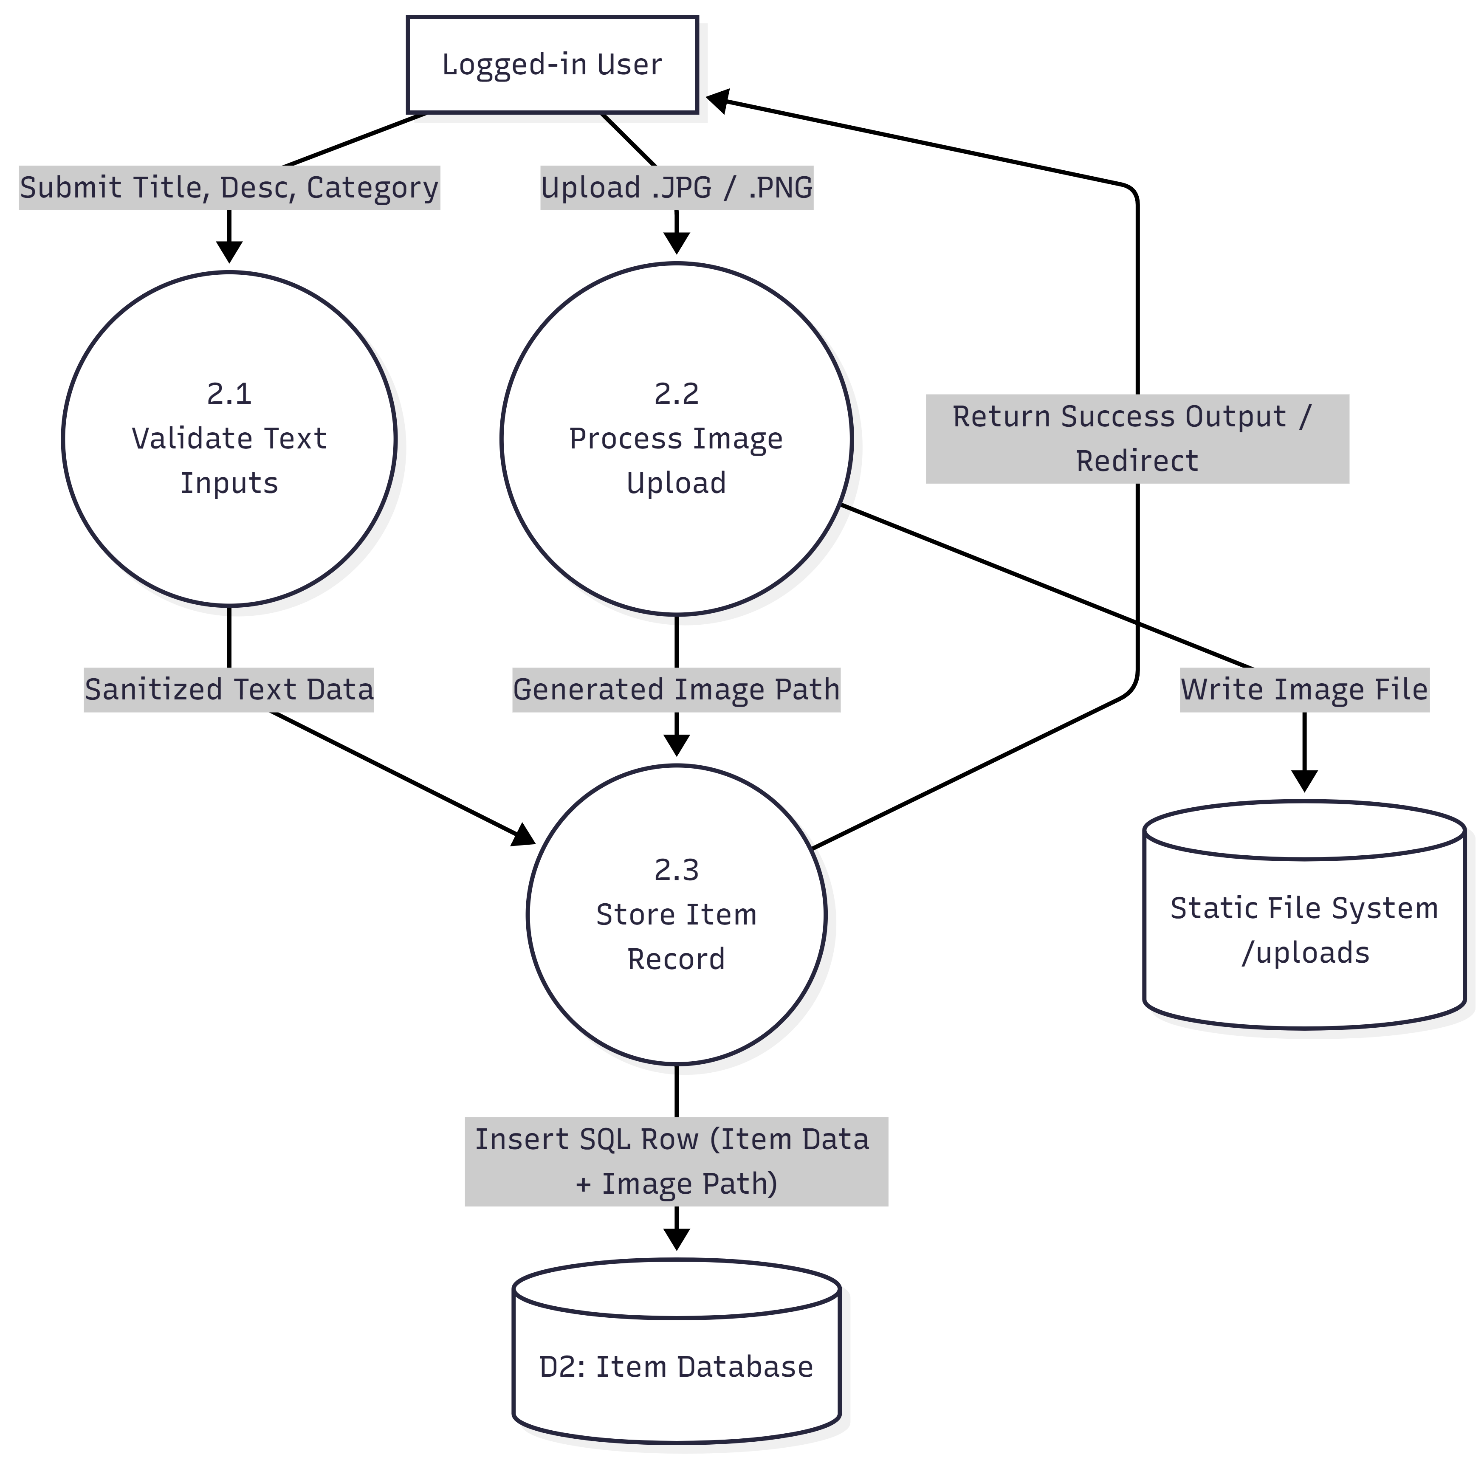 Logged-in User
Submit Title, Desc, Category
Upload .JPG / .PNG
2.1
Validate Text
Inputs
2.2
Process Image
Upload
Return Success Output /
Redirect
Sanitized Text Data
Generated Image Path
Write Image File
2.3
Store Item
Record
Static File System
/uploads
Insert SQL Row (Item Data
+ Image Path)
D2: Item Database